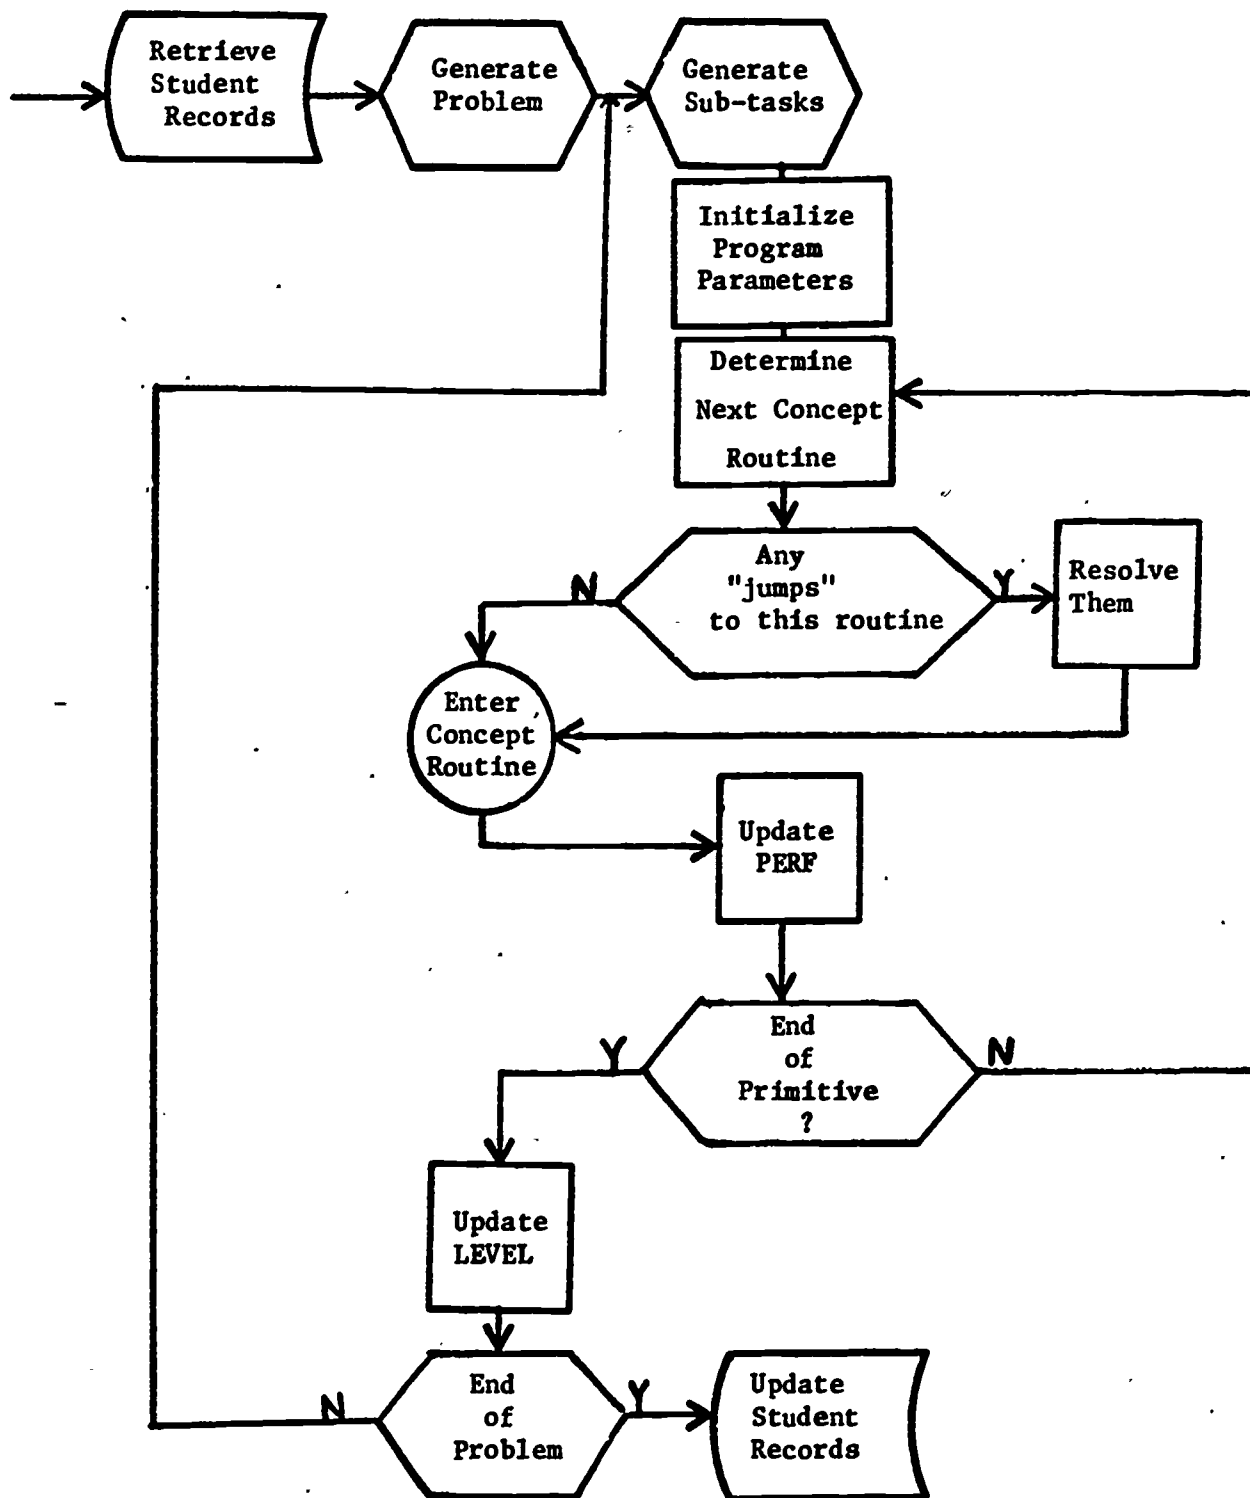 Retrieve
Student
Records
Generate
Problem
Generate
Sub-tasks
Initialize
Program
Parameters
Determine
Next Concept
Routine
Any
"jumps"
to this routine
N
Y
Resolve
Them
Enter
Concept
Routine
Update
PERF
End
of
Primitive
?
Y
N
Update
LEVEL
End
of
Problem
N
Y
Update
Student
Records